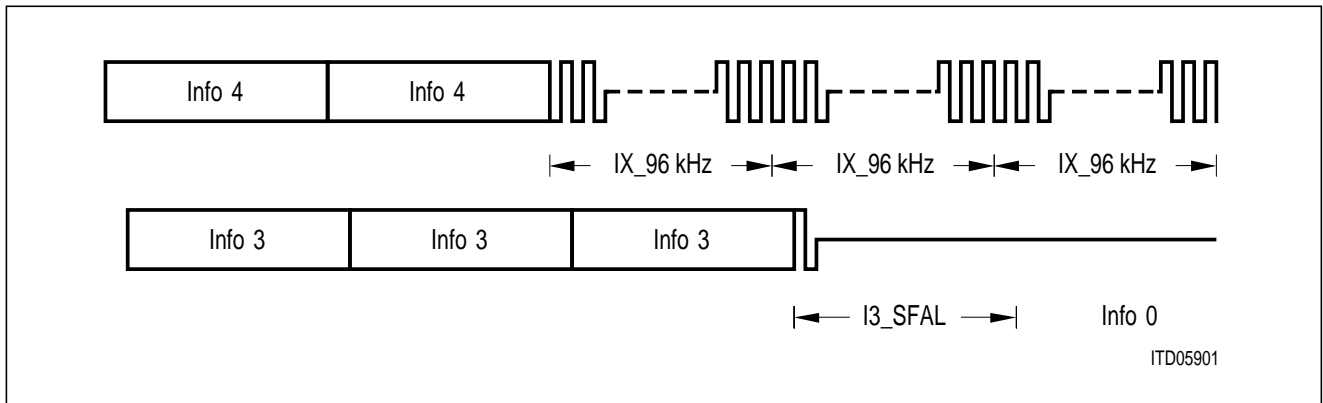 Info 4 Info 4
IX_96 kHz IX_96 kHz IX_96 kHz
Info 3 Info 3 Info 3
I3_SFAL Info 0
ITD05901